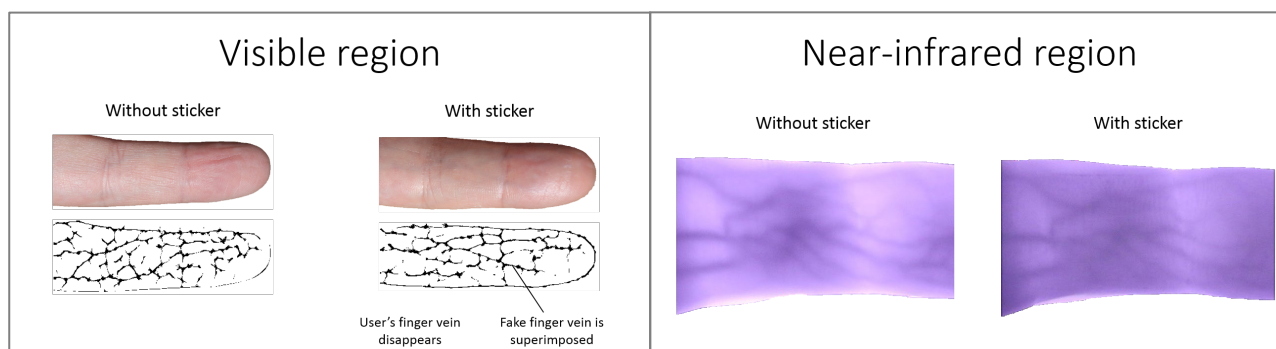 Visible region
Without sticker
With sticker
User's finger vein
disappears
Fake finger vein is
superimposed
Near-infrared region
Without sticker
With sticker